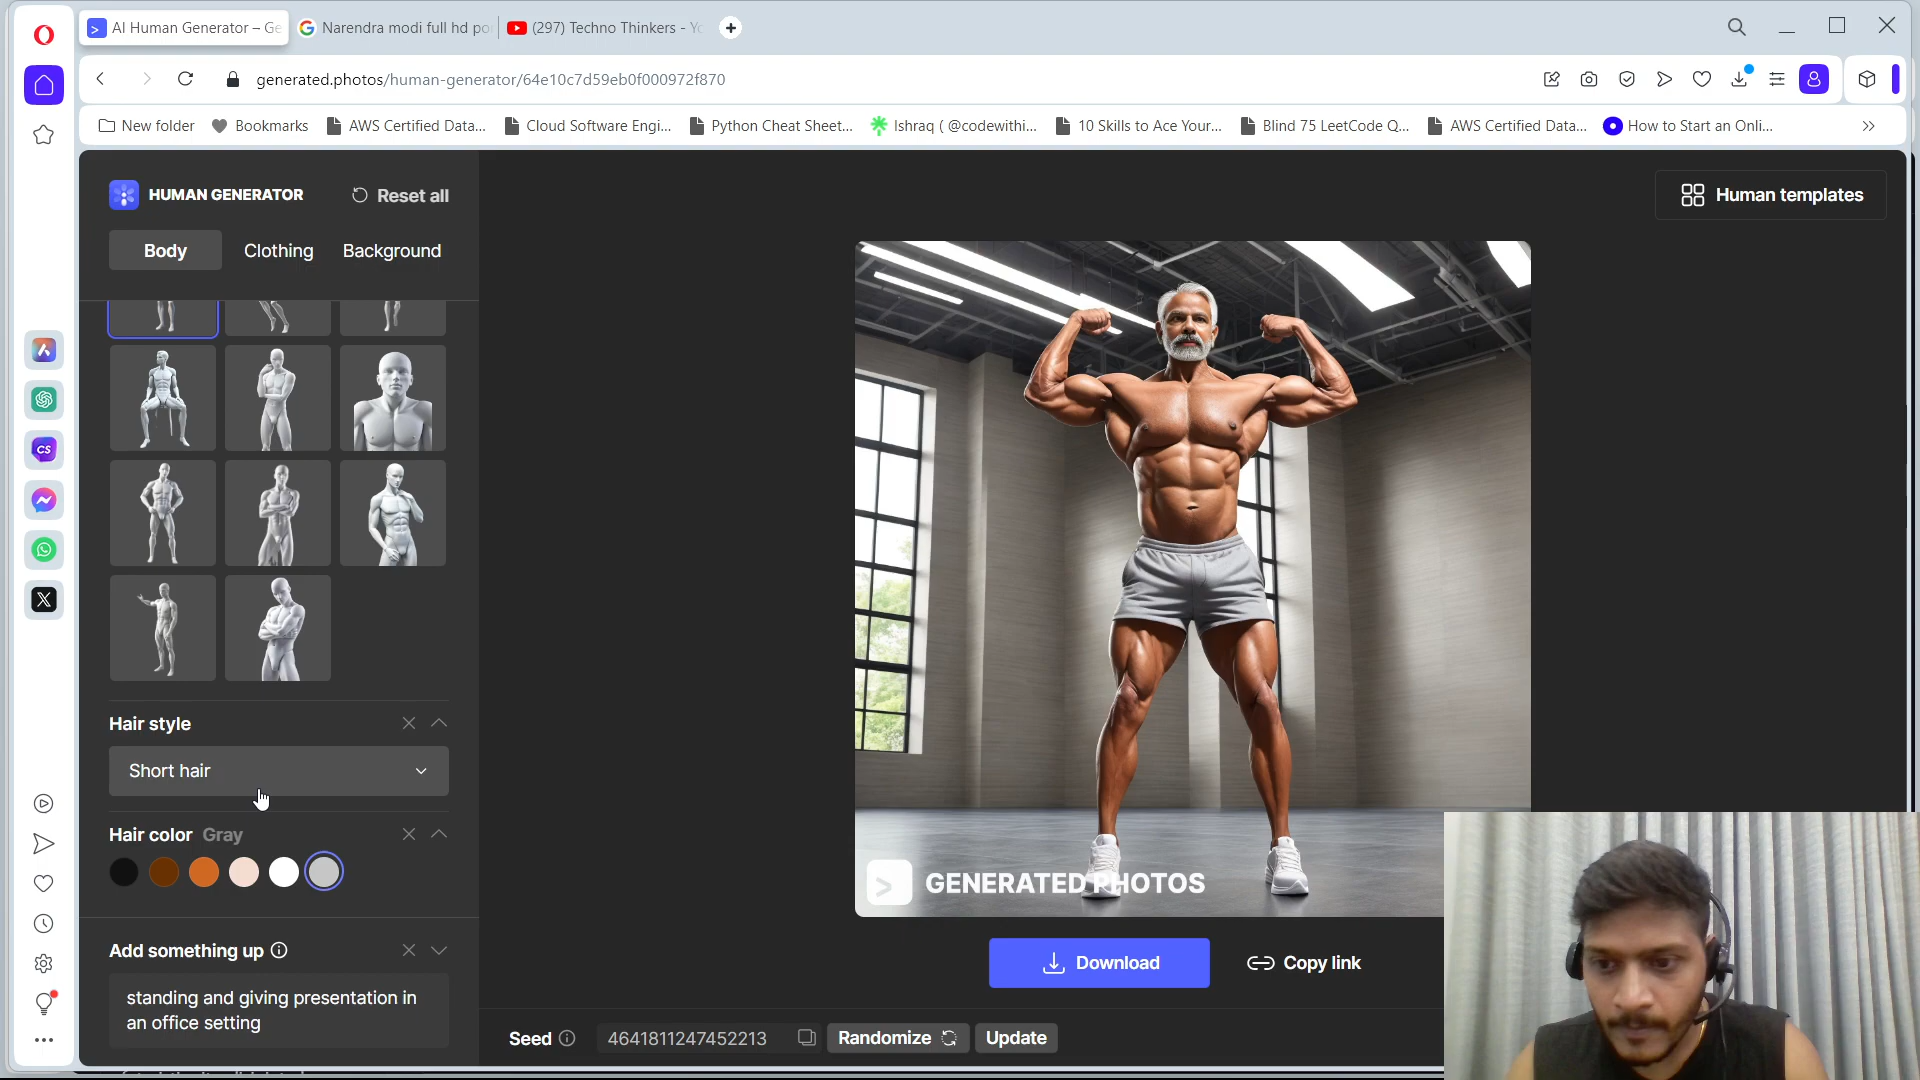 AI Human Generator – Ge
Narendra modi full hd po
(297) Techno Thinkers - Yo
generated.photos/human-generator/64e10c7d59eb0f000972f870
New folder
Bookmarks
AWS Certified Data...
Cloud Software Engi...
Python Cheat Sheet...
Ishraq ( @codewithi...
10 Skills to Ace Your...
Blind 75 LeetCode Q...
AWS Certified Data...
How to Start an Onli...
HUMAN GENERATOR
Reset all
Human templates
Body
Clothing
Background
CS
Hair style
Short hair
Hair color Gray
Add something up
standing and giving presentation in
an office setting
GENERATED PHOTOS
Download
Copy link
Seed
4641811247452213
Randomize
Update